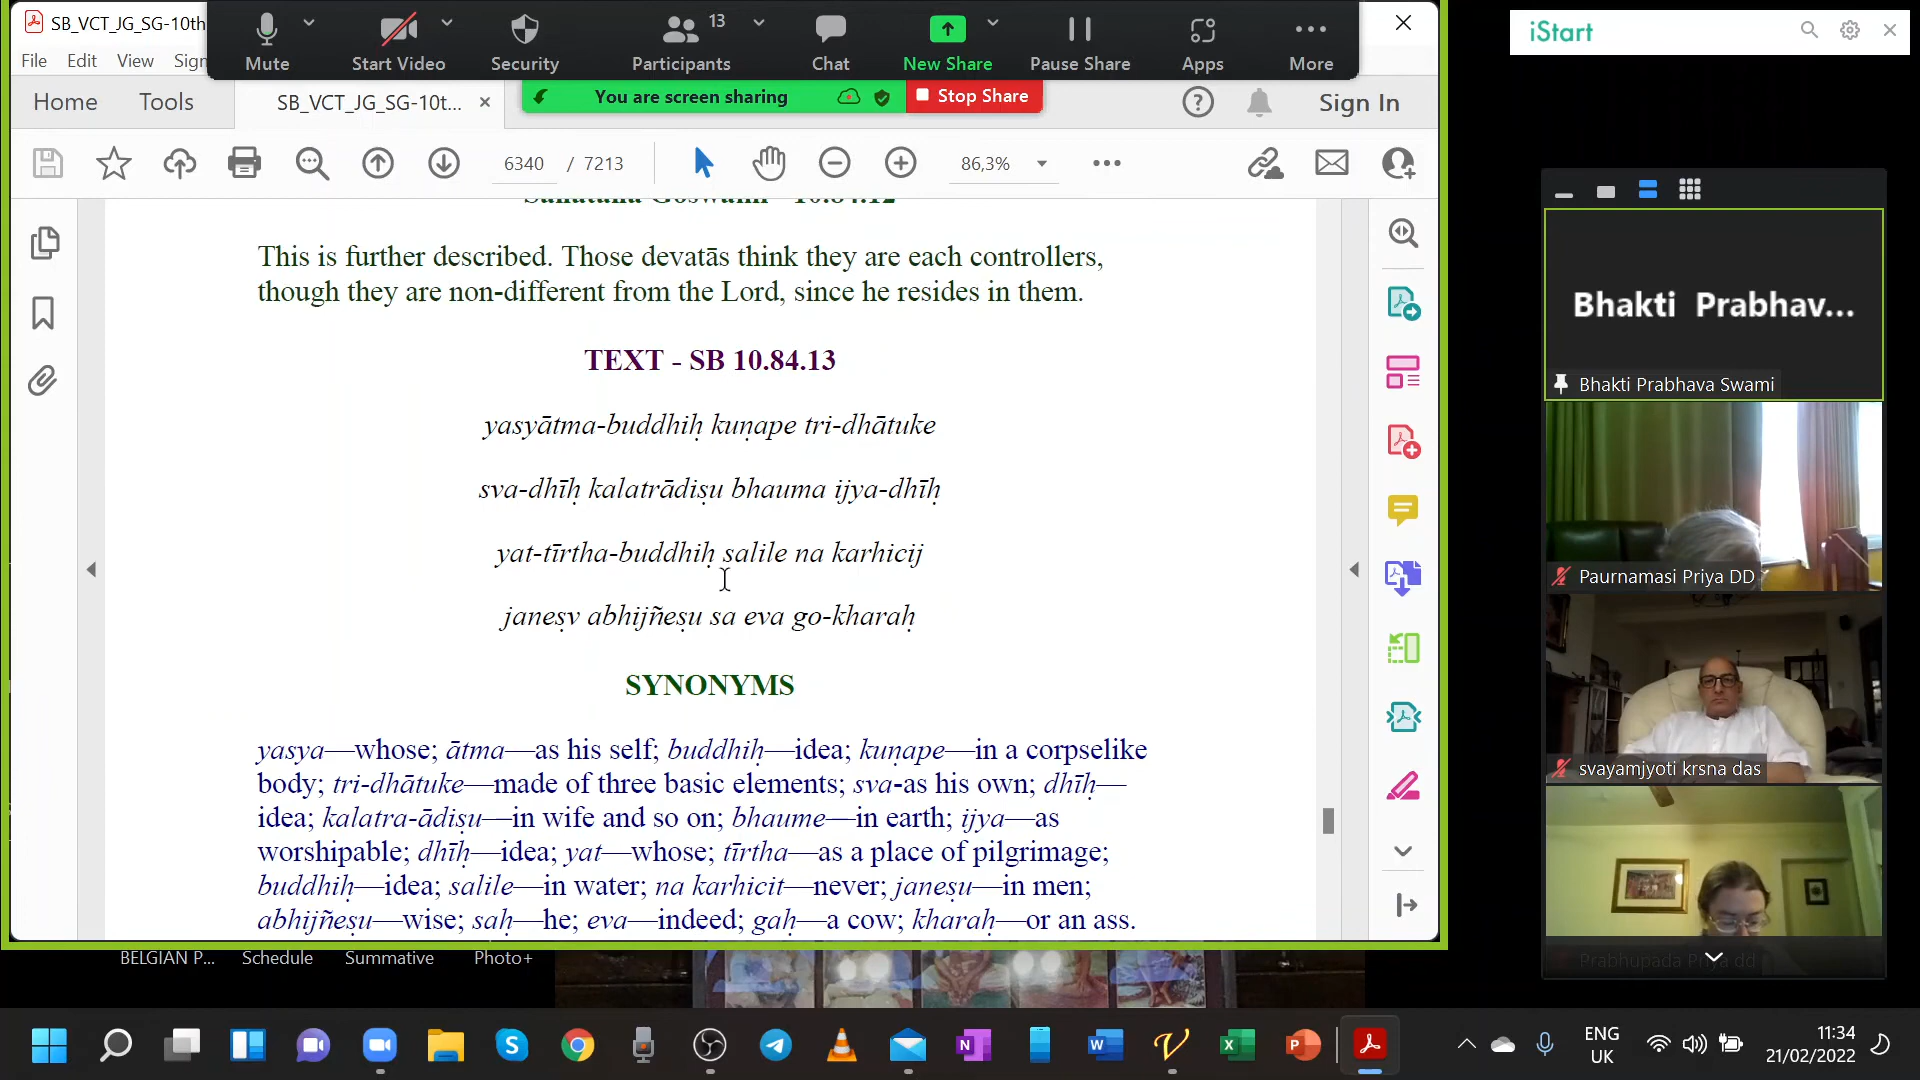 SB_VCT_JG_SG-10th
13
Mute
Start Video
Security
Participants
Chat
New Share
Pause Share
Apps
More
File Edit View Sign
You are screen sharing
Stop Share
Home Tools SB_VCT_JG_SG-10t...
Sign In
6340 / 7213
86,3%
Sanatana Goswami - 10.84.12
This is further described. Those devatās think they are each controllers,
though they are non-different from the Lord, since he resides in them.
TEXT - SB 10.84.13
yasyātma-buddhiḥ kuṇape tri-dhātuke
sva-dhīḥ kalatrādiṣu bhauma ijya-dhīḥ
yat-tīrtha-buddhiḥ salile na karhicij
janeṣv abhijñeṣu sa eva go-kharaḥ
SYNONYMS
yasya—whose; ātma—as his self; buddhiḥ—idea; kuṇape—in a corpselike
body; tri-dhātuke—made of three basic elements; sva-as his own; dhīḥ—
idea; kalatra-ādiṣu—in wife and so on; bhaume—in earth; ijya—as
worshipable; dhīḥ—idea; yat—whose; tīrtha—as a place of pilgrimage;
buddhiḥ—idea; salile—in water; na karhicit—never; janeṣu—in men;
abhijñeṣu—wise; saḥ—he; eva—indeed; gaḥ—a cow; kharaḥ—or an ass.
iStart
Bhakti Prabhav...
Bhakti Prabhava Swami
Paurnamasi Priya DD
svayamjyoti krsna das
Prabhupada Priya dd
BELGIAN P... Schedule Summative Photo+
ENG
UK
11:34
21/02/2022